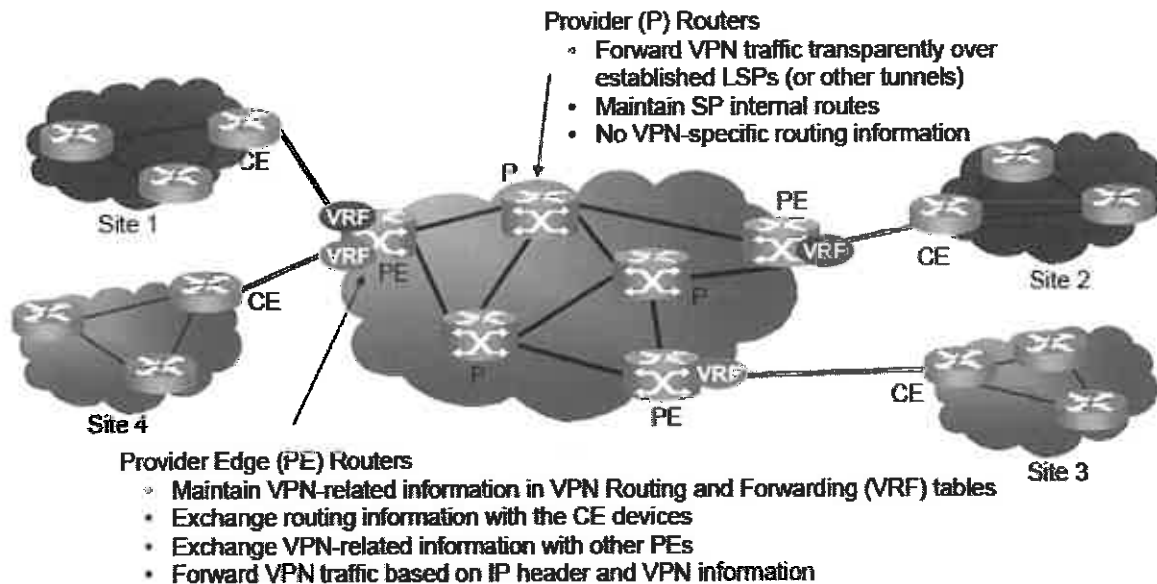 Provider (P) Routers
• Forward VPN traffic transparently over
established LSPs (or other tunnels)
• Maintain SP internal routes
• No VPN-specific routing information
CE
Site 1
P
PE
CE
Site 2
VRF
VRF
PE
VRF
CE
P
P
Site 4
VRF
PE
CE
Site 3
Provider Edge (PE) Routers
• Maintain VPN-related information in VPN Routing and Forwarding (VRF) tables
• Exchange routing information with the CE devices
• Exchange VPN-related information with other PEs
• Forward VPN traffic based on IP header and VPN information